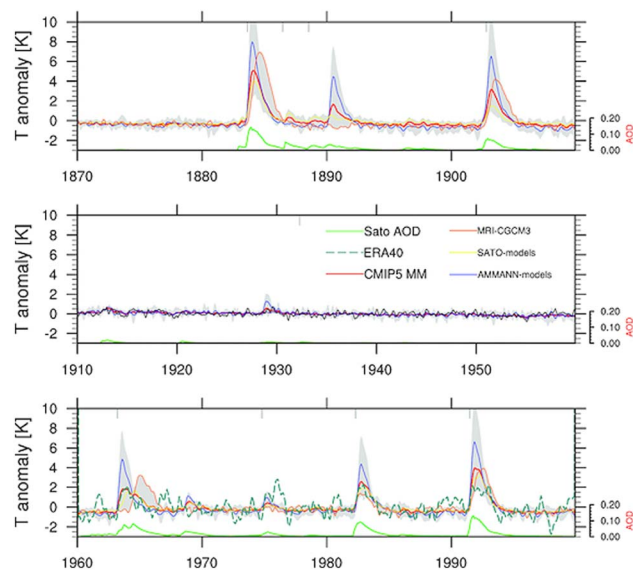 10
8
6
4
2
0
-2
T anomaly [K]
0.20
0.10
0.00
AOD
1870 1880 1890 1900
10
8
6
4
2
0
-2
T anomaly [K]
Sato AOD MRI-CGCM3
ERA40 SATO-models
CMIP5 MM AMMANN-models
0.20
0.10
0.00
AOD
1910 1920 1930 1940 1950
10
8
6
4
2
0
-2
T anomaly [K]
0.20
0.10
0.00
AOD
1960 1970 1980 1990